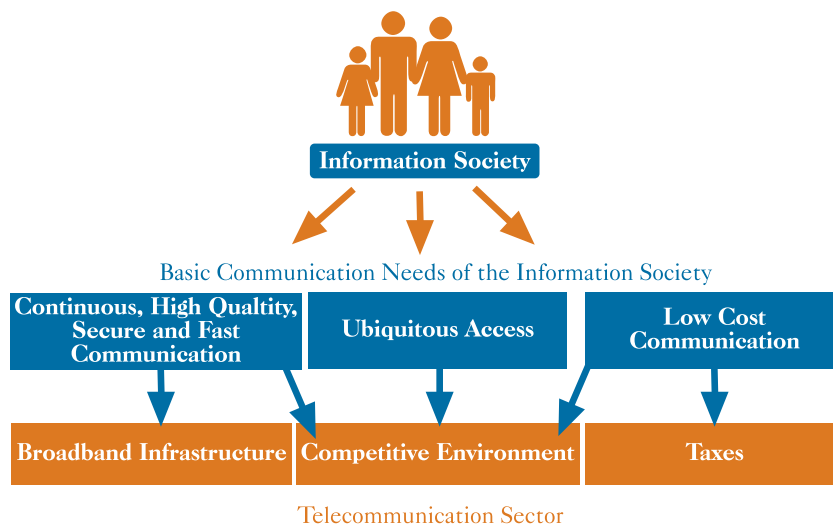 Information Society
Basic Communication Needs of the Information Society
Continuous, High Qualtity,
Secure and Fast
Communication
Ubiquitous Access
Low Cost
Communication
Broadband Infrastructure
Competitive Environment
Taxes
Telecommunication Sector